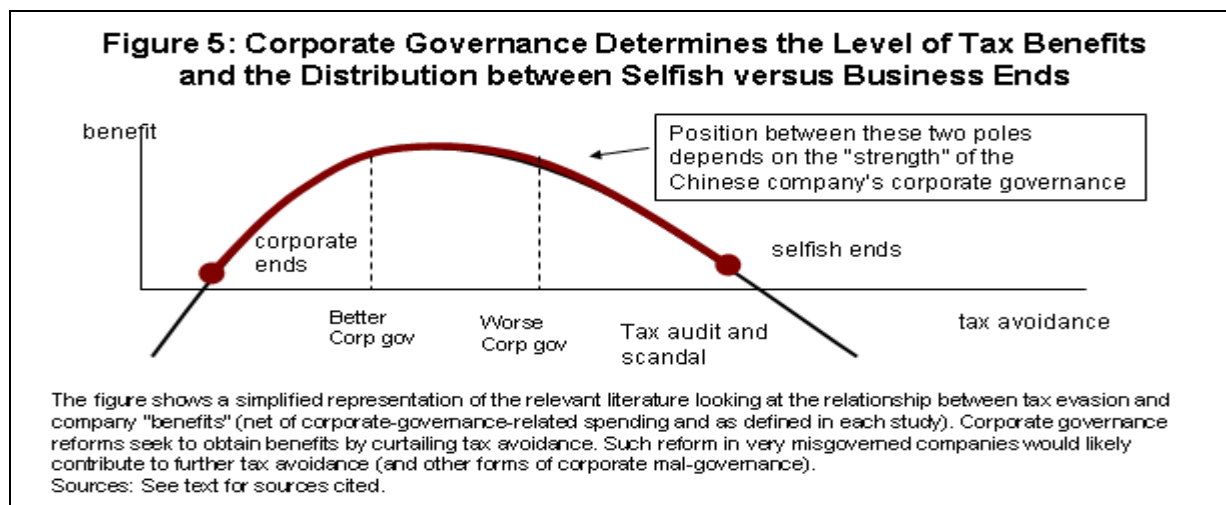 Figure 5: Corporate Governance Determines the Level of Tax Benefits
and the Distribution between Selfish versus Business Ends
benefit
Position between these two poles
depends on the "strength" of the
Chinese company's corporate governance
corporate
ends
selfish ends
Better
Corp gov
Worse
Corp gov
Tax audit and
scandal
tax avoidance
The figure shows a simplified representation of the relevant literature looking at the relationship between tax evasion and
company "benefits" (net of corporate-governance-related spending and as defined in each study). Corporate governance
reforms seek to obtain benefits by curtailing tax avoidance. Such reform in very misgoverned companies would likely
contribute to further tax avoidance (and other forms of corporate mal-governance).
Sources: See text for sources cited.